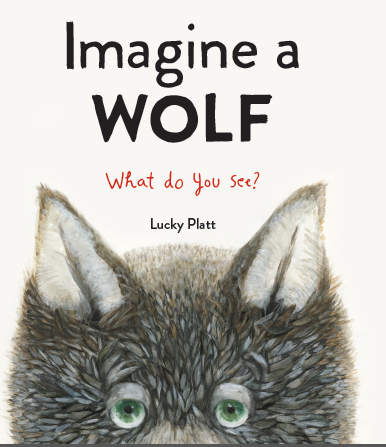 Imagine a
WOLF
What do you see?
Lucky Platt